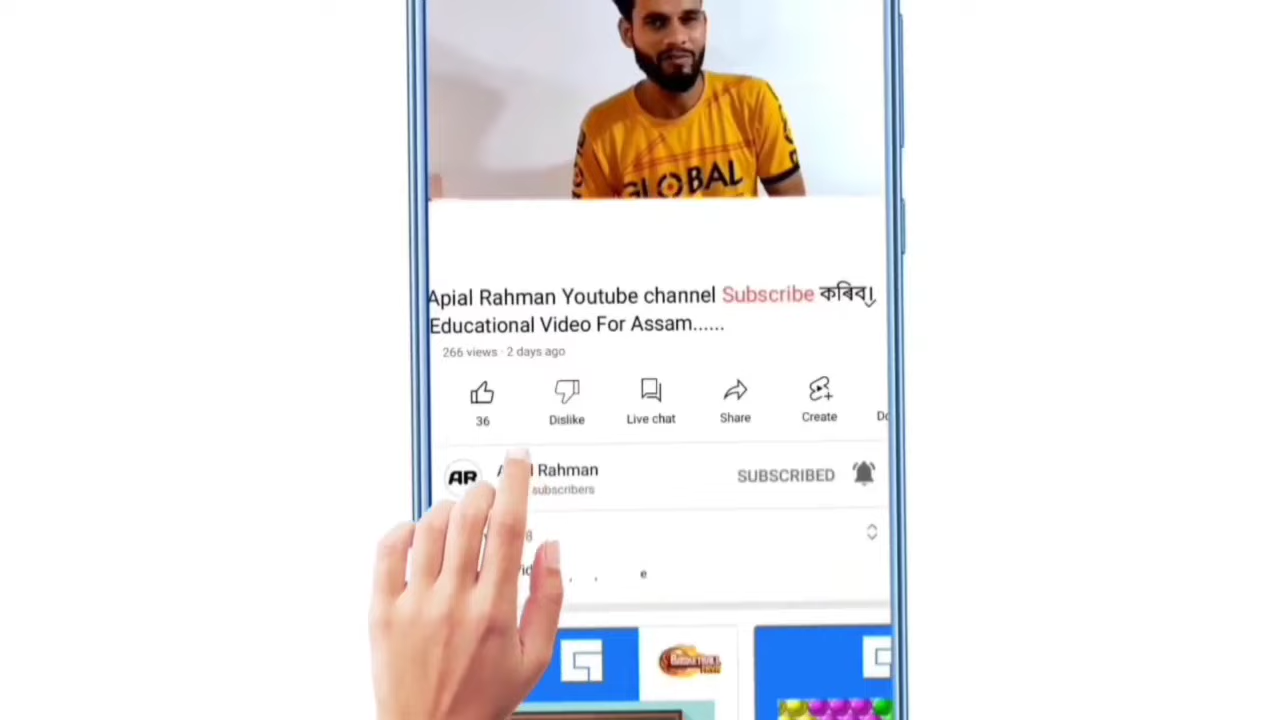 GLOBAL
Apial Rahman Youtube channel Subscribe কৰিব।
Educational Video For Assam......
266 views · 2 days ago
36 Dislike Live chat Share Create
AR
Rahman
subscribers
SUBSCRIBED